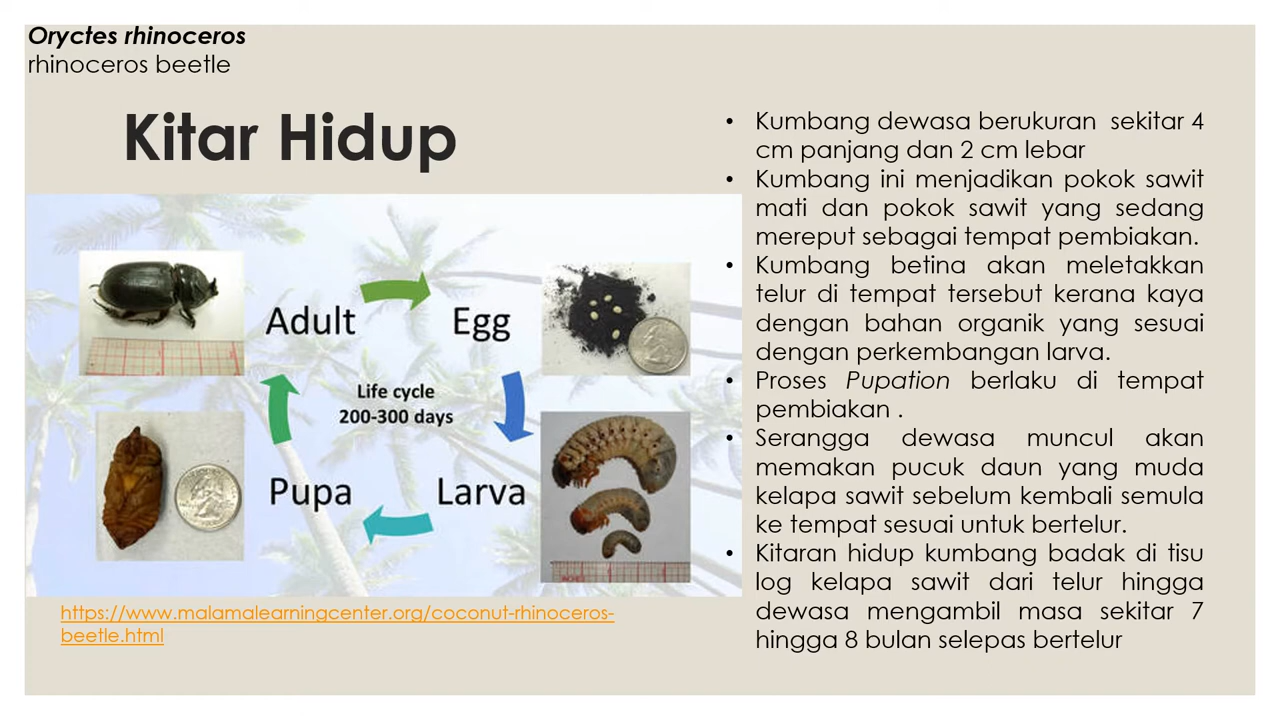 Oryctes rhinoceros
rhinoceros beetle
Kitar Hidup
Adult
Egg
Life cycle
200-300 days
Pupa
Larva
https://www.malamalearningcenter.org/coconut-rhinoceros-
beetle.html
• Kumbang dewasa berukuran sekitar 4
cm panjang dan 2 cm lebar
• Kumbang ini menjadikan pokok sawit
mati dan pokok sawit yang sedang
mereput sebagai tempat pembiakan.
• Kumbang betina akan meletakkan
telur di tempat tersebut kerana kaya
dengan bahan organik yang sesuai
dengan perkembangan larva.
• Proses Pupation berlaku di tempat
pembiakan .
• Serangga dewasa muncul akan
memakan pucuk daun yang muda
kelapa sawit sebelum kembali semula
ke tempat sesuai untuk bertelur.
• Kitaran hidup kumbang badak di tisu
log kelapa sawit dari telur hingga
dewasa mengambil masa sekitar 7
hingga 8 bulan selepas bertelur